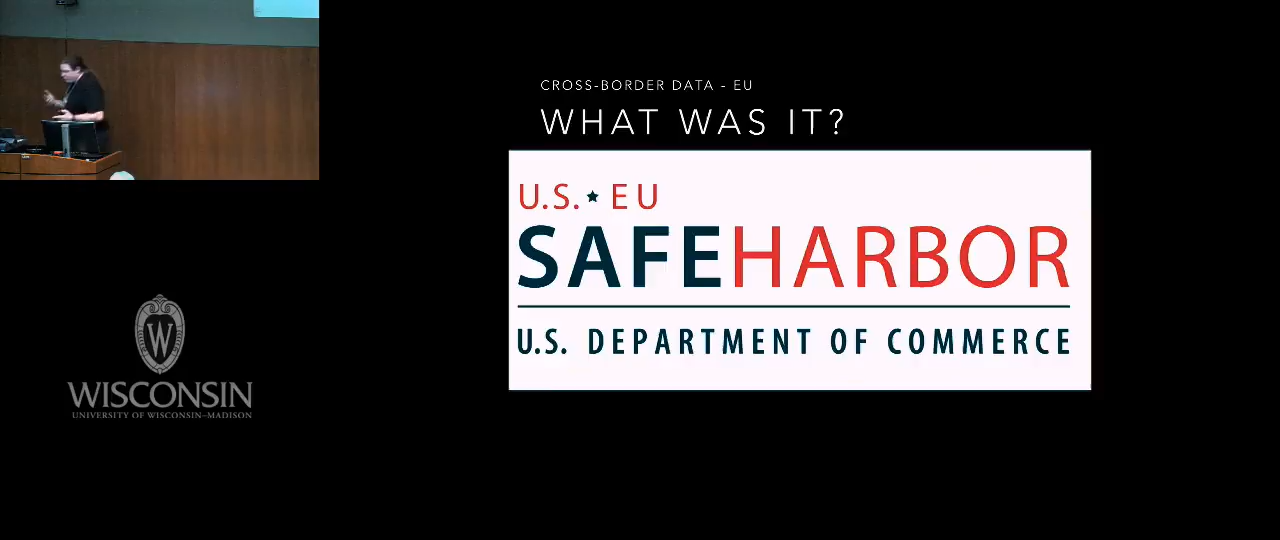 CROSS-BORDER DATA - EU
WHAT WAS IT?
U.S. ★ EU
SAFEHARBOR
U.S. DEPARTMENT OF COMMERCE
W
WISCONSIN
UNIVERSITY OF WISCONSIN–MADISON